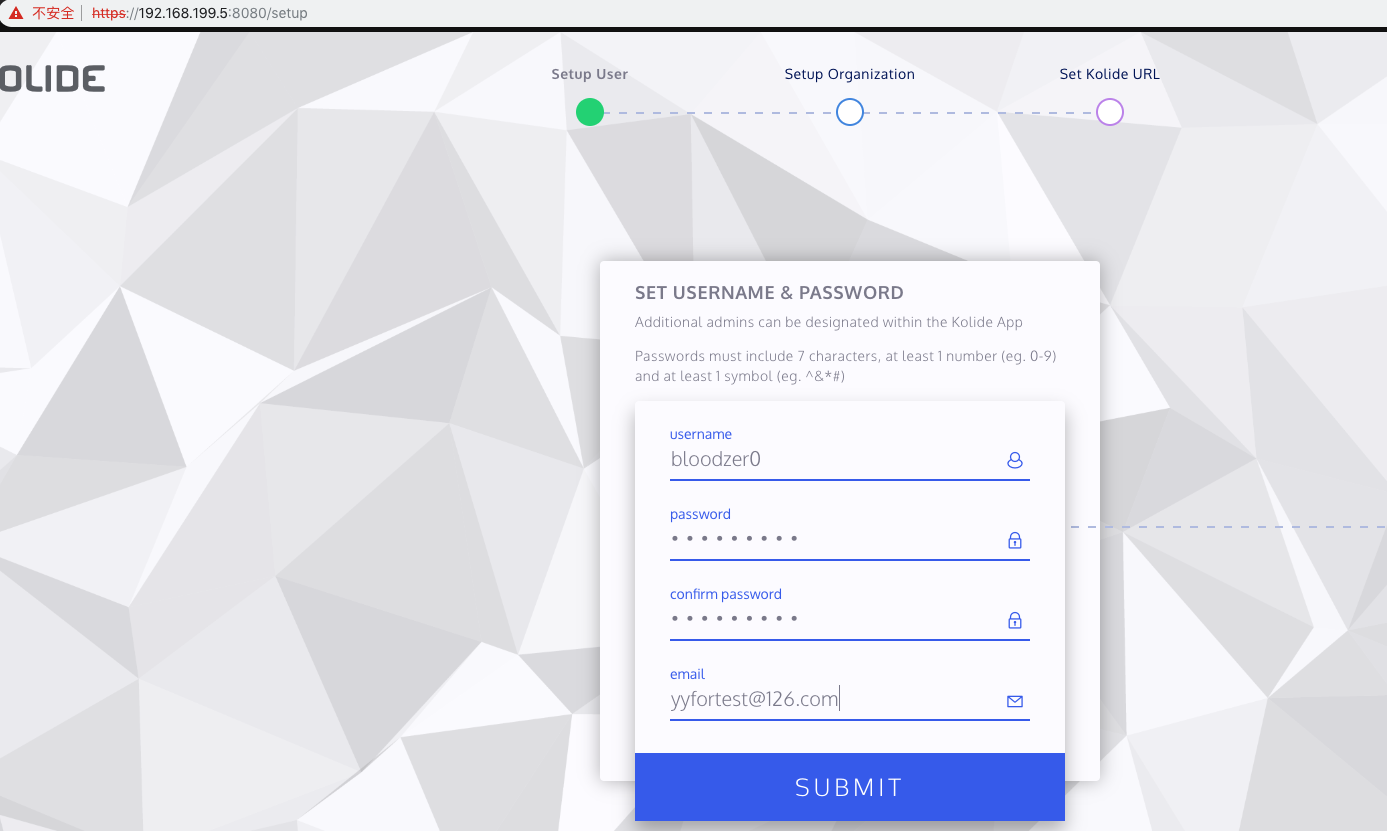 不安全 https://192.168.199.5:8080/setup
OLIDE
Setup User Setup Organization Set Kolide URL
SET USERNAME & PASSWORD
Additional admins can be designated within the Kolide App
Passwords must include 7 characters, at least 1 number (eg. 0-9)
and at least 1 symbol (eg. ^&*#)
username
bloodzer0
password
•••••••••
confirm password
•••••••••
email
yyfortest@126.com
SUBMIT